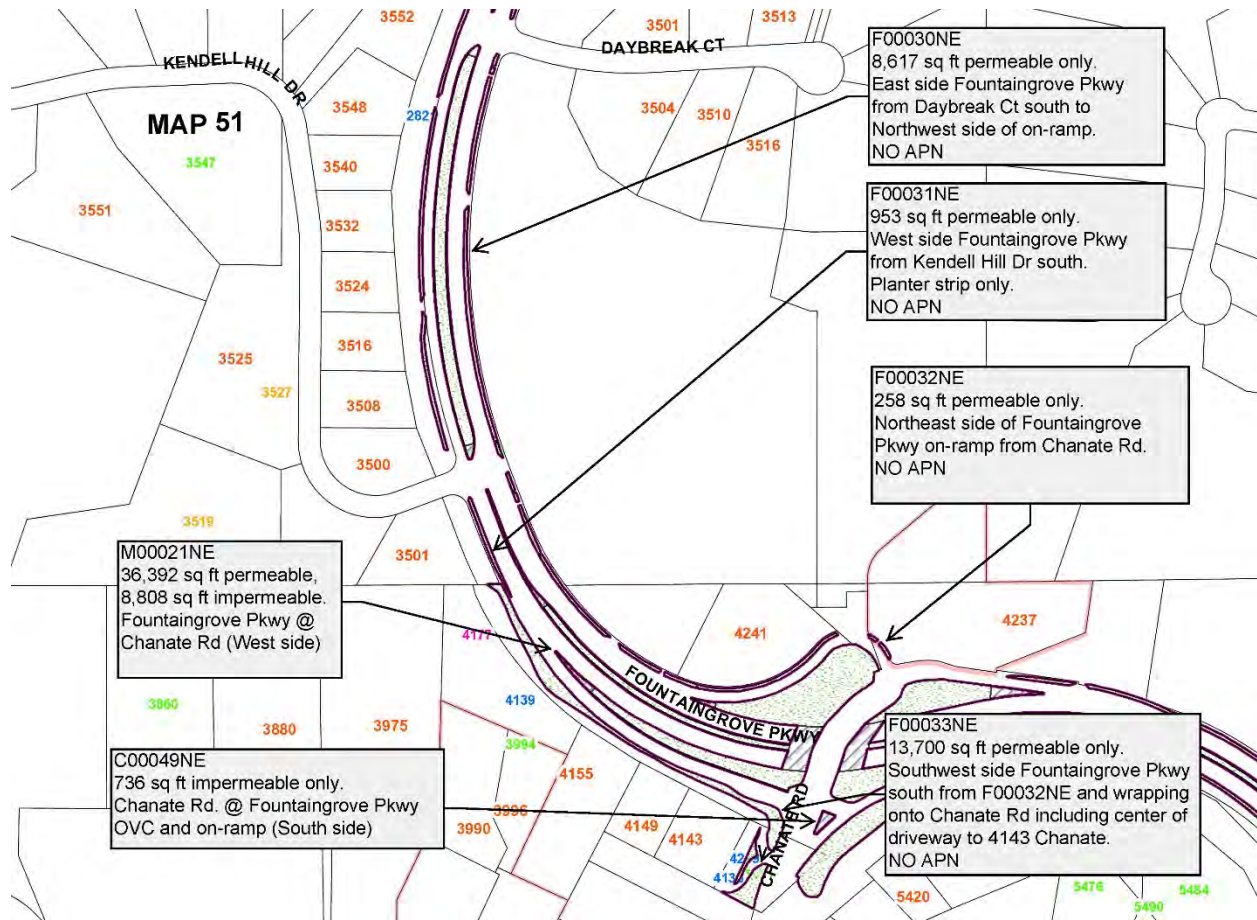 3552
3501
3513
DAYBREAK CT
KENDELL HILL DR
MAP 51
3548
282
3504
3510
3516
3547
3540
3551
3532
3524
3525
3516
3527
3508
3500
3519
3501
F00030NE
8,617 sq ft permeable only.
East side Fountaingrove Pkwy
from Daybreak Ct south to
Northwest side of on-ramp.
NO APN
F00031NE
953 sq ft permeable only.
West side Fountaingrove Pkwy
from Kendell Hill Dr south.
Planter strip only.
NO APN
F00032NE
258 sq ft permeable only.
Northeast side of Fountaingrove
Pkwy on-ramp from Chanate Rd.
NO APN
M00021NE
36,392 sq ft permeable,
8,808 sq ft impermeable.
Fountaingrove Pkwy @
Chanate Rd (West side)
4177
4241
4237
FOUNTAINGROVE PKWY
4139
3860
3880
3975
3994
4155
3996
3990
4149
4143
CHANATE RD
C00049NE
736 sq ft impermeable only.
Chanate Rd. @ Fountaingrove Pkwy
OVC and on-ramp (South side)
F00033NE
13,700 sq ft permeable only.
Southwest side Fountaingrove Pkwy
south from F00032NE and wrapping
onto Chanate Rd including center of
driveway to 4143 Chanate.
NO APN
5420
5476
5484
5490